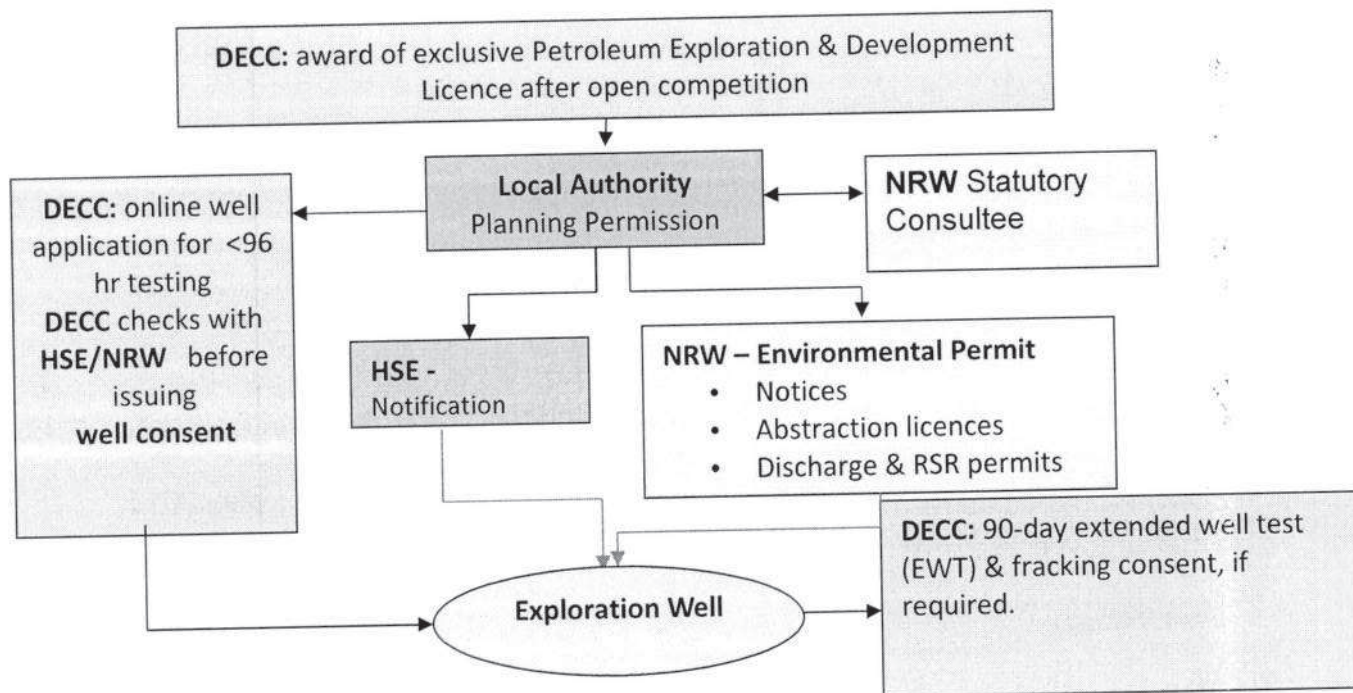 DECC: award of exclusive Petroleum Exploration & Development
Licence after open competition
Local Authority
Planning Permission
NRW Statutory
Consultee
DECC: online well
application for <96
hr testing
DECC checks with
HSE/NRW before
issuing
well consent
HSE -
Notification
NRW – Environmental Permit
• Notices
• Abstraction licences
• Discharge & RSR permits
DECC: 90-day extended well test
(EWT) & fracking consent, if
required.
Exploration Well